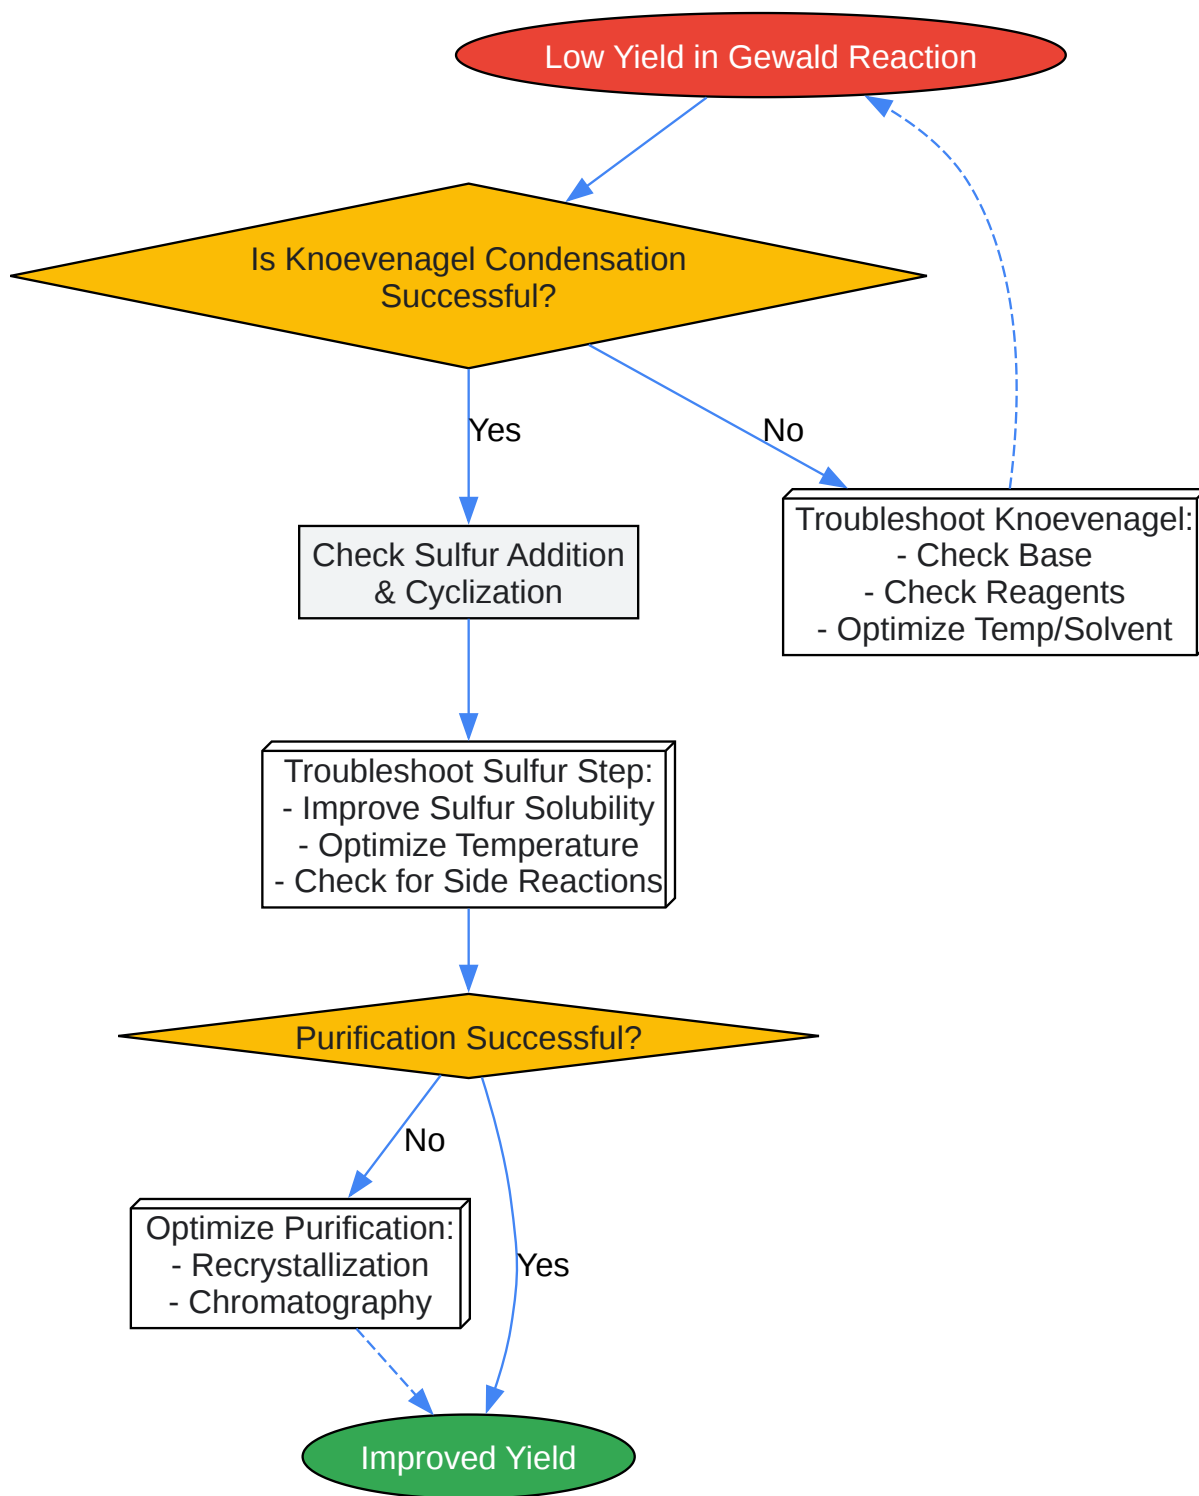 Low Yield in Gewald Reaction
Is Knoevenagel Condensation
Successful?
Yes
No
Check Sulfur Addition
& Cyclization
Troubleshoot Knoevenagel:
- Check Base
- Check Reagents
- Optimize Temp/Solvent
Troubleshoot Sulfur Step:
- Improve Sulfur Solubility
- Optimize Temperature
- Check for Side Reactions
Purification Successful?
No
Yes
Optimize Purification:
- Recrystallization
- Chromatography
Improved Yield